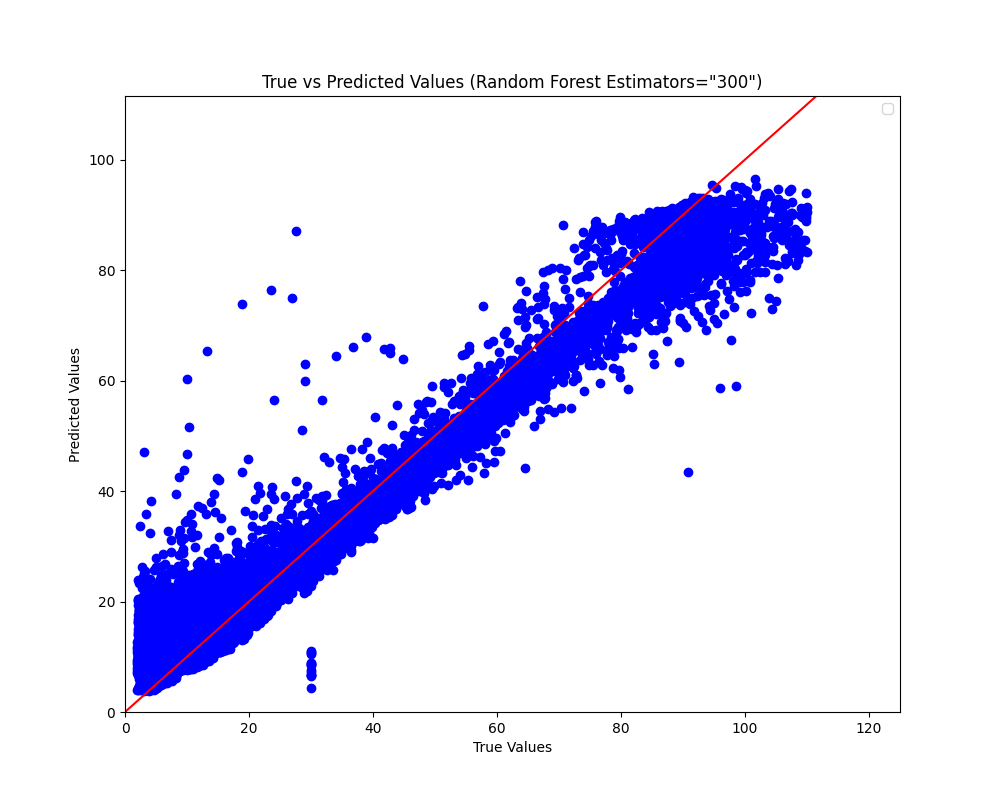 True vs Predicted Values (Random Forest Estimators="300")
100
80
60
40
20
0
Predicted Values
0 20 40 60 80 100 120
True Values